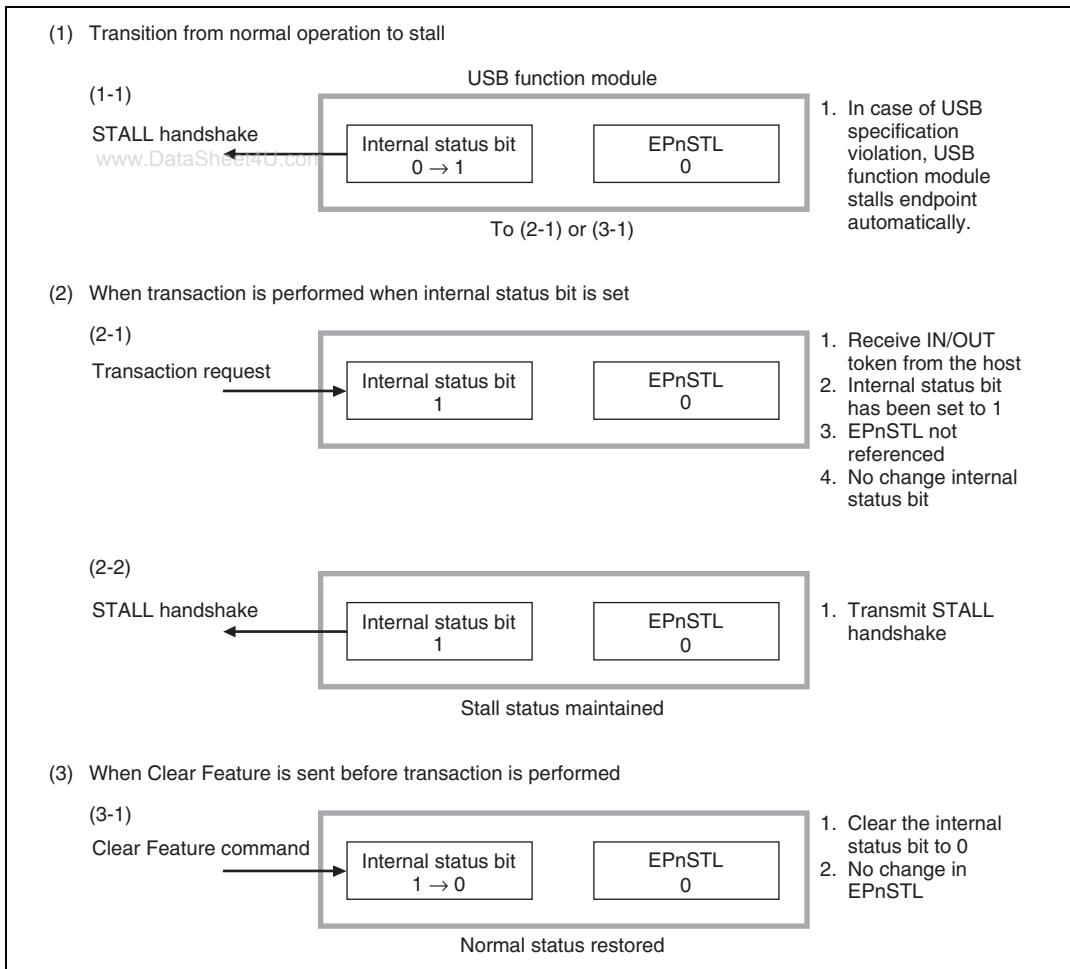 (1) Transition from normal operation to stall
USB function module
(1-1)
STALL handshake
www.DataSheet4U.com
Internal status bit
0 → 1
EPnSTL
0
To (2-1) or (3-1)
1. In case of USB
specification
violation, USB
function module
stalls endpoint
automatically.
(2) When transaction is performed when internal status bit is set
(2-1)
Transaction request
Internal status bit
1
EPnSTL
0
1. Receive IN/OUT
token from the host
2. Internal status bit
has been set to 1
3. EPnSTL not
referenced
4. No change internal
status bit
(2-2)
STALL handshake
Internal status bit
1
EPnSTL
0
1. Transmit STALL
handshake
Stall status maintained
(3) When Clear Feature is sent before transaction is performed
(3-1)
Clear Feature command
Internal status bit
1 → 0
EPnSTL
0
1. Clear the internal
status bit to 0
2. No change in
EPnSTL
Normal status restored